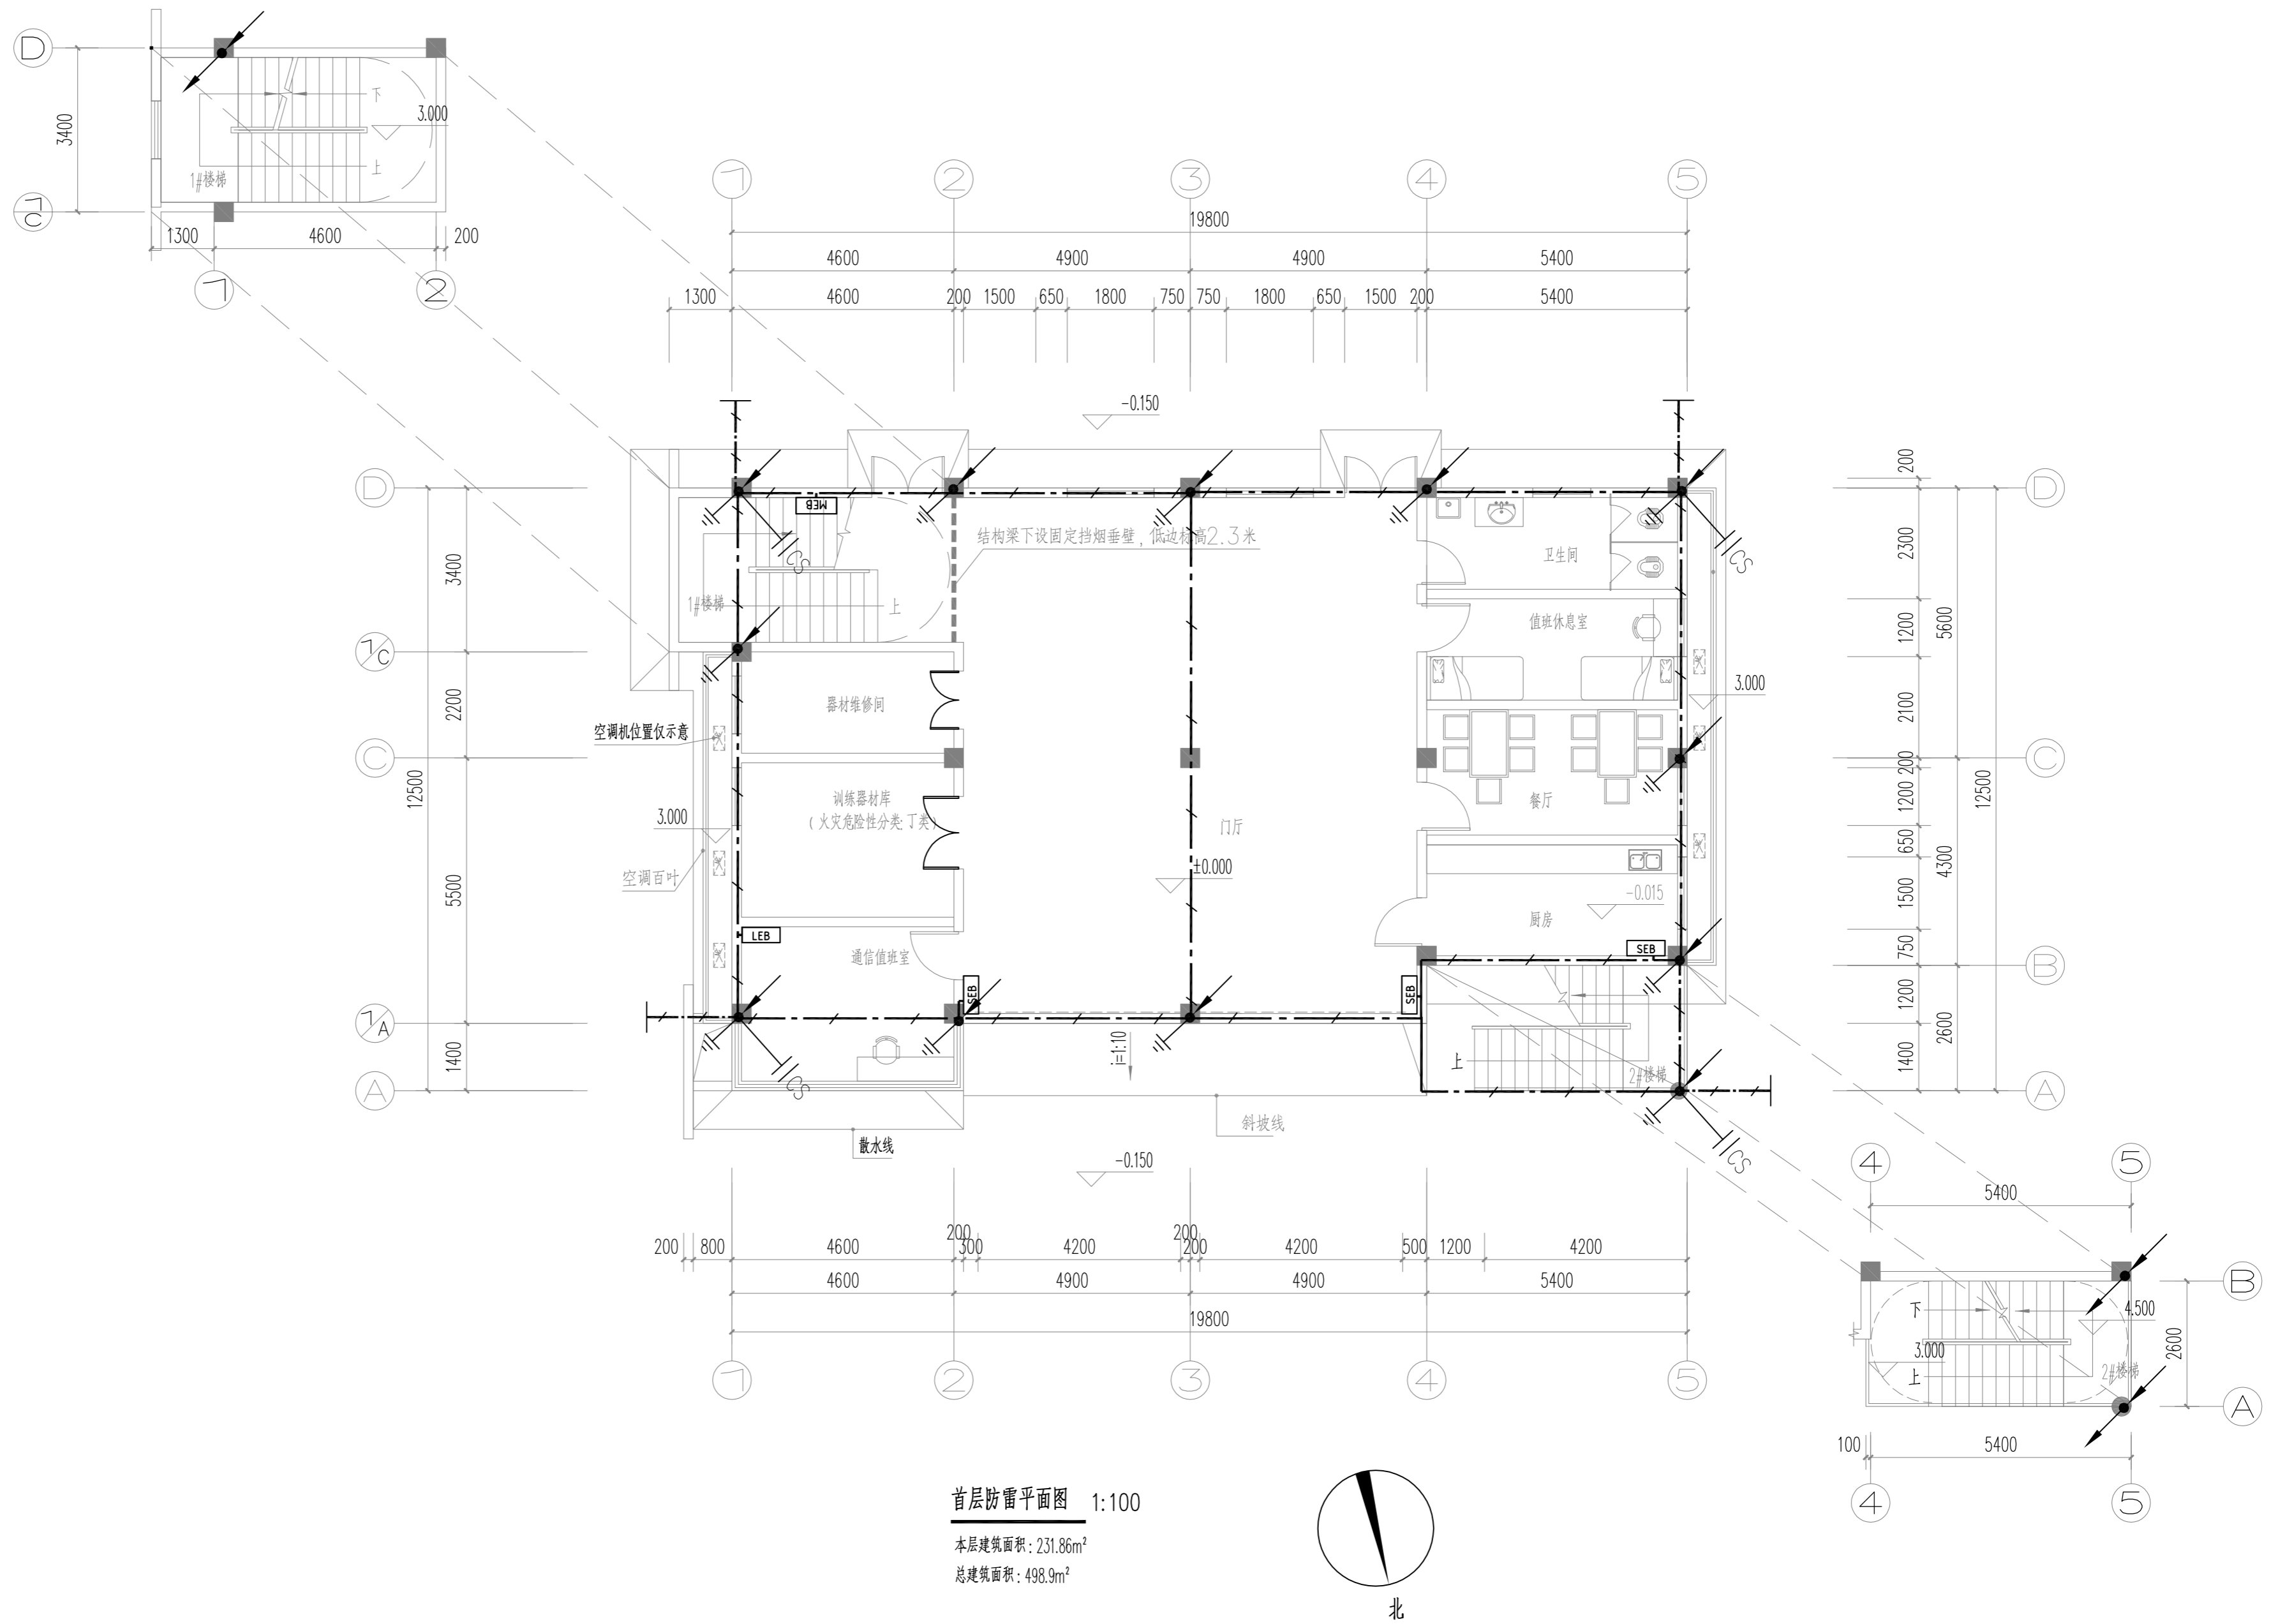 D
3400
1/C
下
3.000
上
1#楼梯
1300 4600 200
1 2
1 2 3 4 5
19800
4600 4900 4900 5400
1300 4600 200 1500 650 1800 750 750 1800 650 1500 200 5400
-0.150
D
1/C
C
1/A
A
12500
3400
2200
5500
1400
MEB
CS
结构梁下设固定挡烟垂壁，低边标高2.3米
卫生间
CS
1#楼梯
上
值班休息室
器材维修间
3.000
空调机位置仅示意
训练器材库
（火灾危险性分类:丁类）
餐厅
门厅
3.000
±0.000
空调百叶
-0.015
厨房
LEB
通信值班室
SEB
SEB
SEB
i=1:10
上
2#楼梯
CS
CS
斜坡线
散水线
-0.150
200
2300
1200
2100
200
1200
650
1500
750
1200
1400
5600
4300
2600
12500
D
C
B
A
200 800 4600 200 300 4200 200 200 4200 500 1200 4200
4600 4900 4900 5400
19800
1 2 3 4 5
4 5
5400
B
下
4.500
3.000
上
2#楼梯
2600
A
100 5400
4 5
首层防雷平面图 1:100
本层建筑面积: 231.86m²
总建筑面积: 498.9m²
北